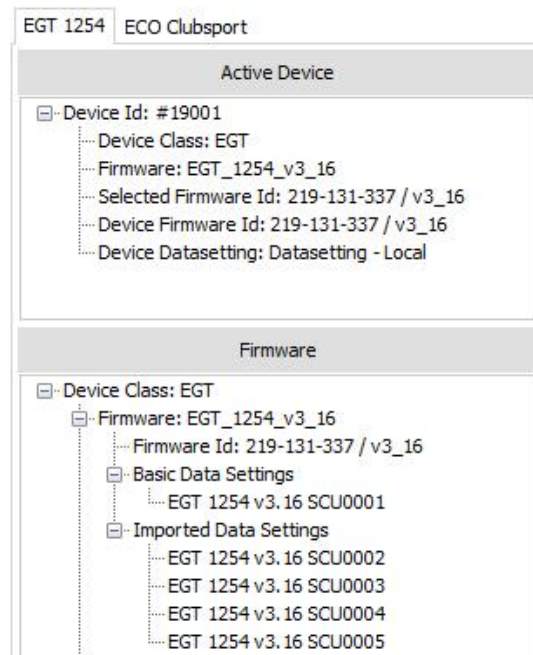 EGT 1254 ECO Clubsport
Active Device
Device Id: #19001
Device Class: EGT
Firmware: EGT_1254_v3_16
Selected Firmware Id: 219-131-337 / v3_16
Device Firmware Id: 219-131-337 / v3_16
Device Datasetting: Datasetting - Local
Firmware
Device Class: EGT
Firmware: EGT_1254_v3_16
Firmware Id: 219-131-337 / v3_16
Basic Data Settings
EGT 1254 v3.16 SCU0001
Imported Data Settings
EGT 1254 v3.16 SCU0002
EGT 1254 v3.16 SCU0003
EGT 1254 v3.16 SCU0004
EGT 1254 v3.16 SCU0005